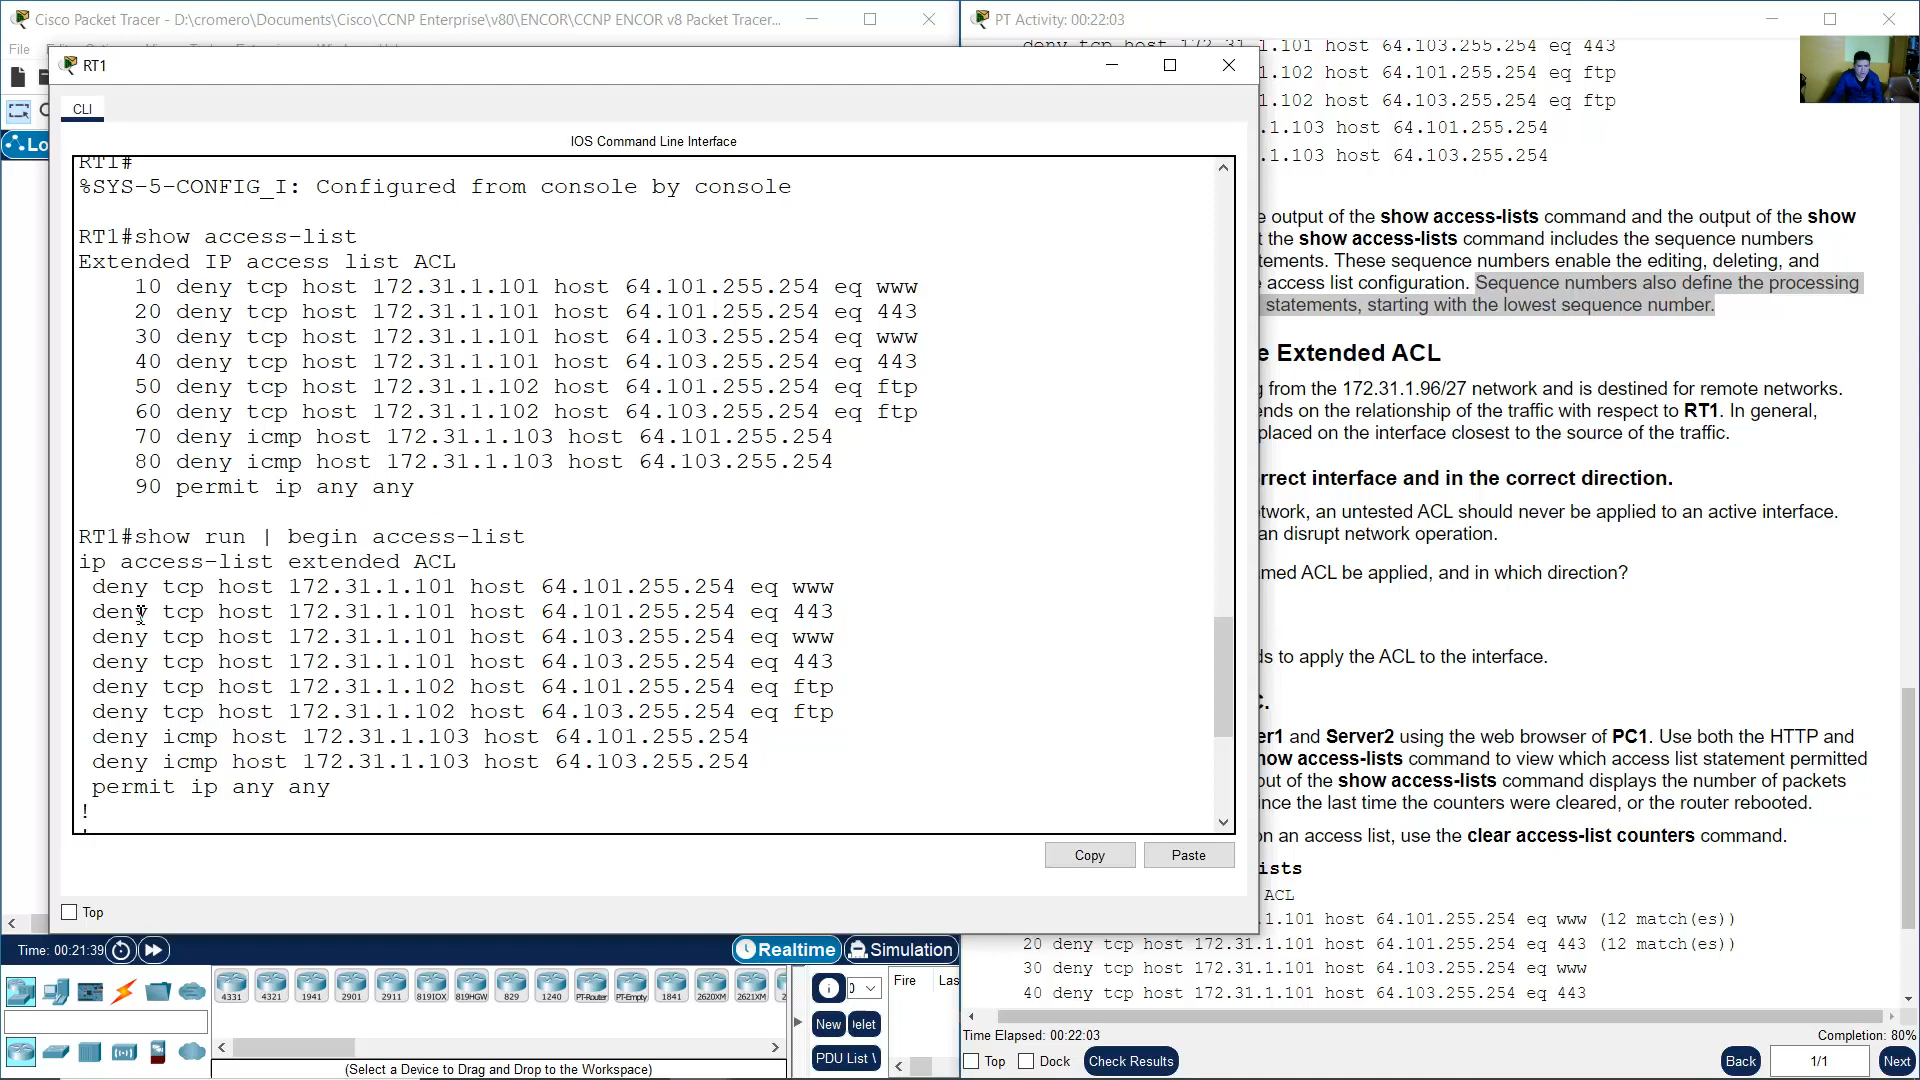 Cisco Packet Tracer - D:\cromero\Documents\Cisco\CCNP Enterprise\v80\ENCOR\CCNP ENCOR v8 Packet Tracer...
File
RT1
CLI
IOS Command Line Interface
RT1#
%SYS-5-CONFIG_I: Configured from console by console
RT1#show access-list
Extended IP access list ACL
10 deny tcp host 172.31.1.101 host 64.101.255.254 eq www
20 deny tcp host 172.31.1.101 host 64.101.255.254 eq 443
30 deny tcp host 172.31.1.101 host 64.103.255.254 eq www
40 deny tcp host 172.31.1.101 host 64.103.255.254 eq 443
50 deny tcp host 172.31.1.102 host 64.101.255.254 eq ftp
60 deny tcp host 172.31.1.102 host 64.103.255.254 eq ftp
70 deny icmp host 172.31.1.103 host 64.101.255.254
80 deny icmp host 172.31.1.103 host 64.103.255.254
90 permit ip any any
RT1#show run | begin access-list
ip access-list extended ACL
deny tcp host 172.31.1.101 host 64.101.255.254 eq www
deny tcp host 172.31.1.101 host 64.101.255.254 eq 443
deny tcp host 172.31.1.101 host 64.103.255.254 eq www
deny tcp host 172.31.1.101 host 64.103.255.254 eq 443
deny tcp host 172.31.1.102 host 64.101.255.254 eq ftp
deny tcp host 172.31.1.102 host 64.103.255.254 eq ftp
deny icmp host 172.31.1.103 host 64.101.255.254
deny icmp host 172.31.1.103 host 64.103.255.254
permit ip any any
!
Copy
Paste
Top
Lo
Time: 00:21:39
Realtime
Simulation
4331 4321 1941 2901 2911 819IOX 819HGW 829 1240 PT-Router PT-Empty 1841 2620XM 2621XM
(Select a Device to Drag and Drop to the Workspace)
0
Fire Las
New elet
PDU List \
PT Activity: 00:22:03
deny tcp host 172.31.1.101 host 64.103.255.254 eq 443
1.102 host 64.101.255.254 eq ftp
1.102 host 64.103.255.254 eq ftp
.1.103 host 64.101.255.254
.1.103 host 64.103.255.254
e output of the show access-lists command and the output of the show
t the show access-lists command includes the sequence numbers
tements. These sequence numbers enable the editing, deleting, and
e access list configuration. Sequence numbers also define the processing
statements, starting with the lowest sequence number.
e Extended ACL
g from the 172.31.1.96/27 network and is destined for remote networks.
ends on the relationship of the traffic with respect to RT1. In general,
placed on the interface closest to the source of the traffic.
rrect interface and in the correct direction.
twork, an untested ACL should never be applied to an active interface.
an disrupt network operation.
med ACL be applied, and in which direction?
ds to apply the ACL to the interface.
C.
er1 and Server2 using the web browser of PC1. Use both the HTTP and
how access-lists command to view which access list statement permitted
out of the show access-lists command displays the number of packets
ince the last time the counters were cleared, or the router rebooted.
on an access list, use the clear access-list counters command.
ists
ACL
.1.101 host 64.101.255.254 eq www (12 match(es))
20 deny tcp host 172.31.1.101 host 64.101.255.254 eq 443 (12 match(es))
30 deny tcp host 172.31.1.101 host 64.103.255.254 eq www
40 deny tcp host 172.31.1.101 host 64.103.255.254 eq 443
Time Elapsed: 00:22:03
Completion: 80%
Top
Dock
Check Results
Back
1/1
Next